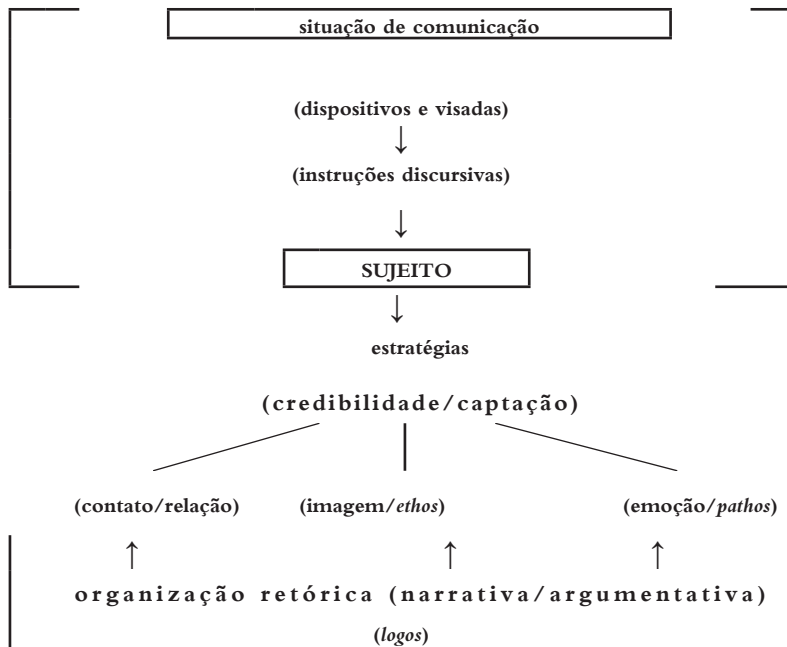 situação de comunicação
(dispositivos e visadas)
↓
(instruções discursivas)
↓
SUJEITO
↓
estratégias
(credibilidade/captação)
(contato/relação) (imagem/ethos) (emoção/pathos)
↑ ↑ ↑
organização retórica (narrativa/argumentativa)
(logos)